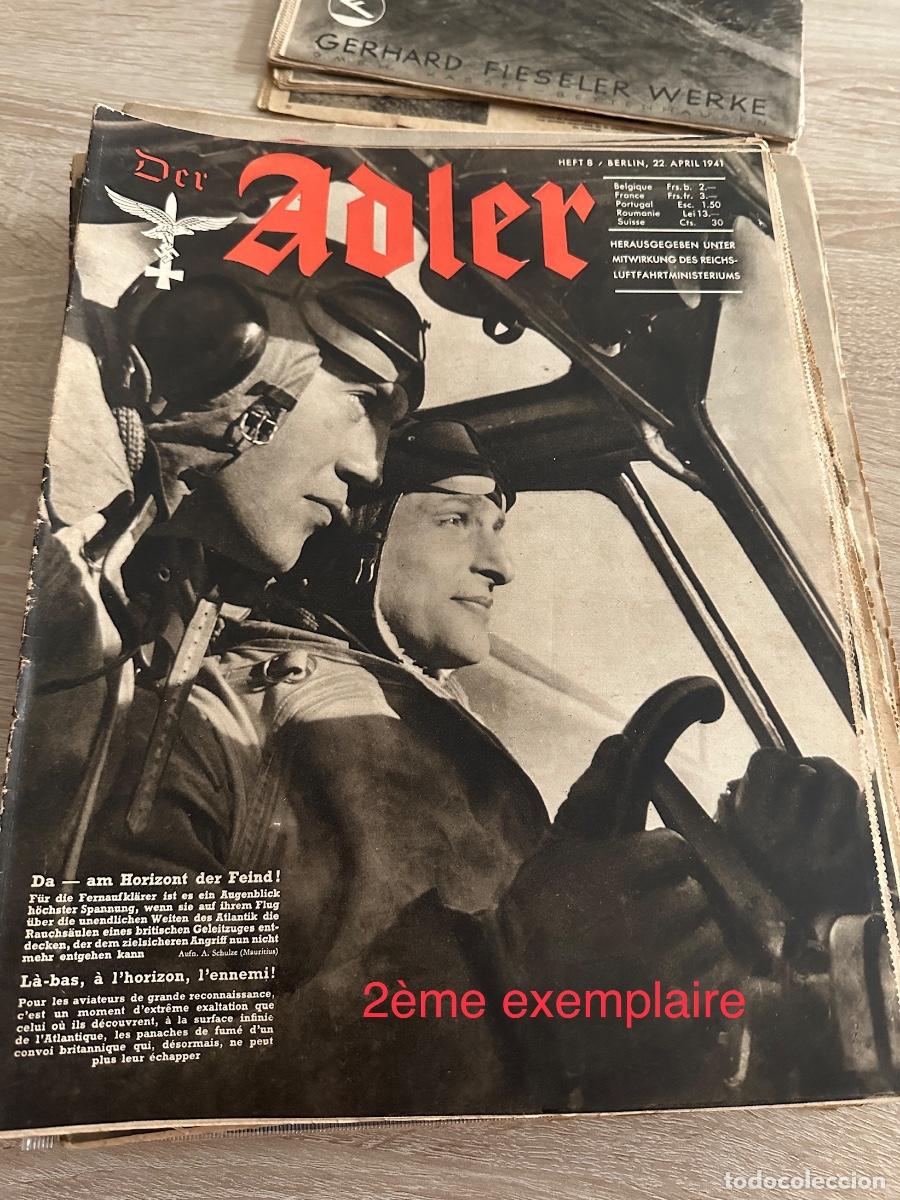 GERHARD FIESELER WERKE
Der Adler
HEFT 8 / BERLIN, 22. APRIL 1941
Belgique Frs. b. 2.—
France Frs. fr. 3.—
Portugal Esc. 1.50
Roumanie Lei 13.—
Suisse Cts. 30
HERAUSGEGEBEN UNTER
MITWIRKUNG DES REICHS-
LUFTFAHRTMINISTERIUMS
Da — am Horizont der Feind!
Für die Fernaufklärer ist es ein Augenblick
höchster Spannung, wenn sie auf ihrem Flug
über die unendlichen Weiten des Atlantik die
Rauchsäulen eines britischen Geleitzuges ent-
decken, der dem zielsicheren Angriff nun nicht
mehr entgehen kann Aufn. A. Schulze (Mauritius)
Là-bas, à l'horizon, l'ennemi!
Pour les aviateurs de grande reconnaissance,
c'est un moment d'extrême exaltation que
celui où ils découvrent, à la surface infinie
de l'Atlantique, les panaches de fumé d'un
convoi britannique qui, désormais, ne peut
plus leur échapper
2ème exemplaire
todocoleccion